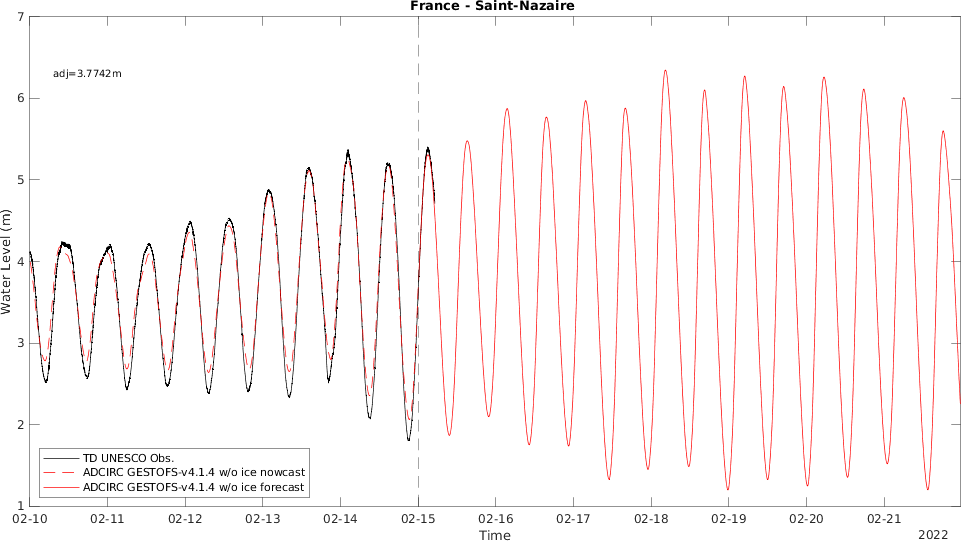 France - Saint-Nazaire
7
adj=3.7742m
6
5
4
3
2
1
Water Level (m)
TD UNESCO Obs.
ADCIRC GESTOFS-v4.1.4 w/o ice nowcast
ADCIRC GESTOFS-v4.1.4 w/o ice forecast
02-10 02-11 02-12 02-13 02-14 02-15 02-16 02-17 02-18 02-19 02-20 02-21
Time
2022